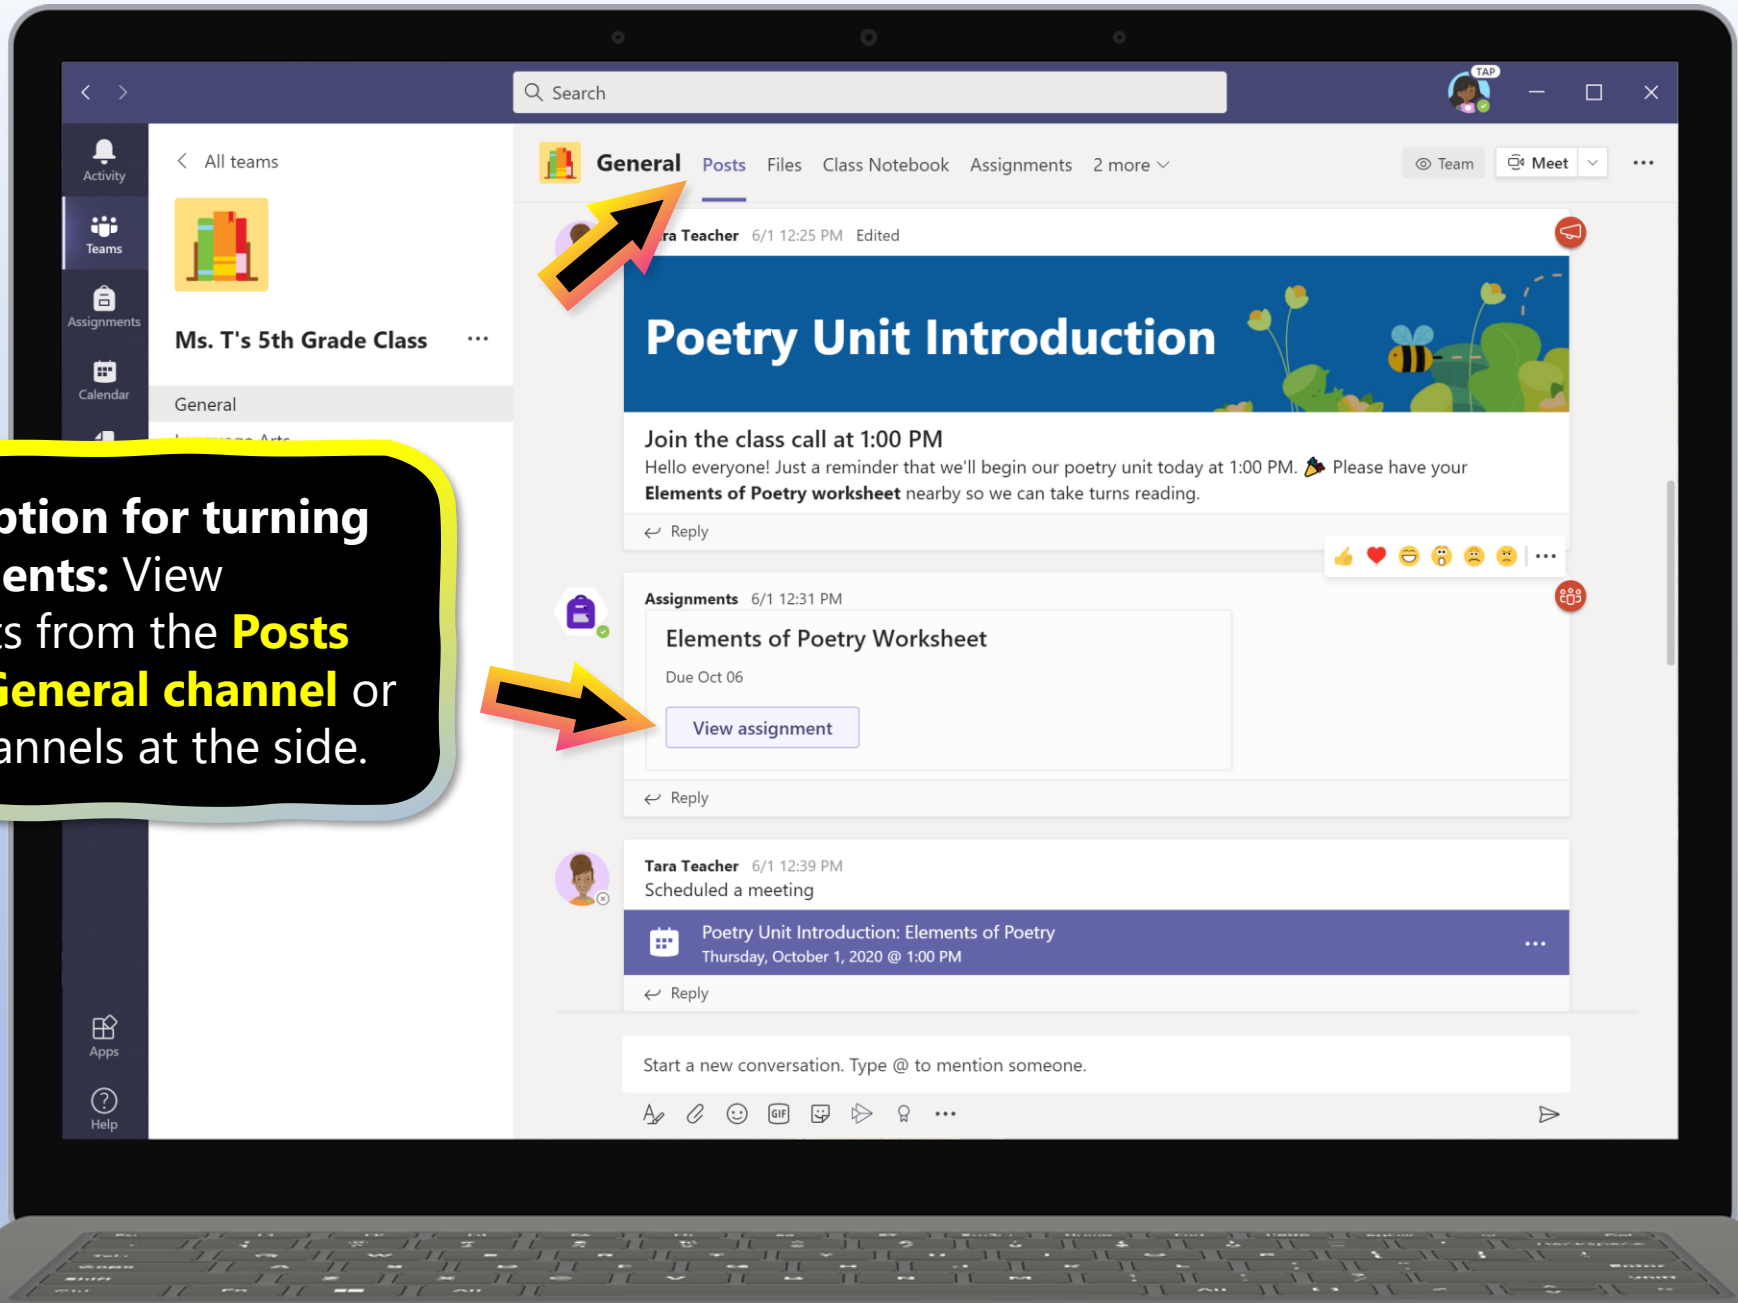 Search
TAP
Activity
Teams
Assignments
Calendar
Apps
Help
All teams
Ms. T's 5th Grade Class
General
General Posts Files Class Notebook Assignments 2 more
Team Meet
Teacher 6/1 12:25 PM Edited
Poetry Unit Introduction
Join the class call at 1:00 PM
Hello everyone! Just a reminder that we'll begin our poetry unit today at 1:00 PM. Please have your
Elements of Poetry worksheet nearby so we can take turns reading.
Reply
Assignments 6/1 12:31 PM
Elements of Poetry Worksheet
Due Oct 06
View assignment
Reply
Tara Teacher 6/1 12:39 PM
Scheduled a meeting
Poetry Unit Introduction: Elements of Poetry
Thursday, October 1, 2020 @ 1:00 PM
Reply
Start a new conversation. Type @ to mention someone.
GIF
ption for turning
ents: View
ts from the Posts
General channel or
annels at the side.